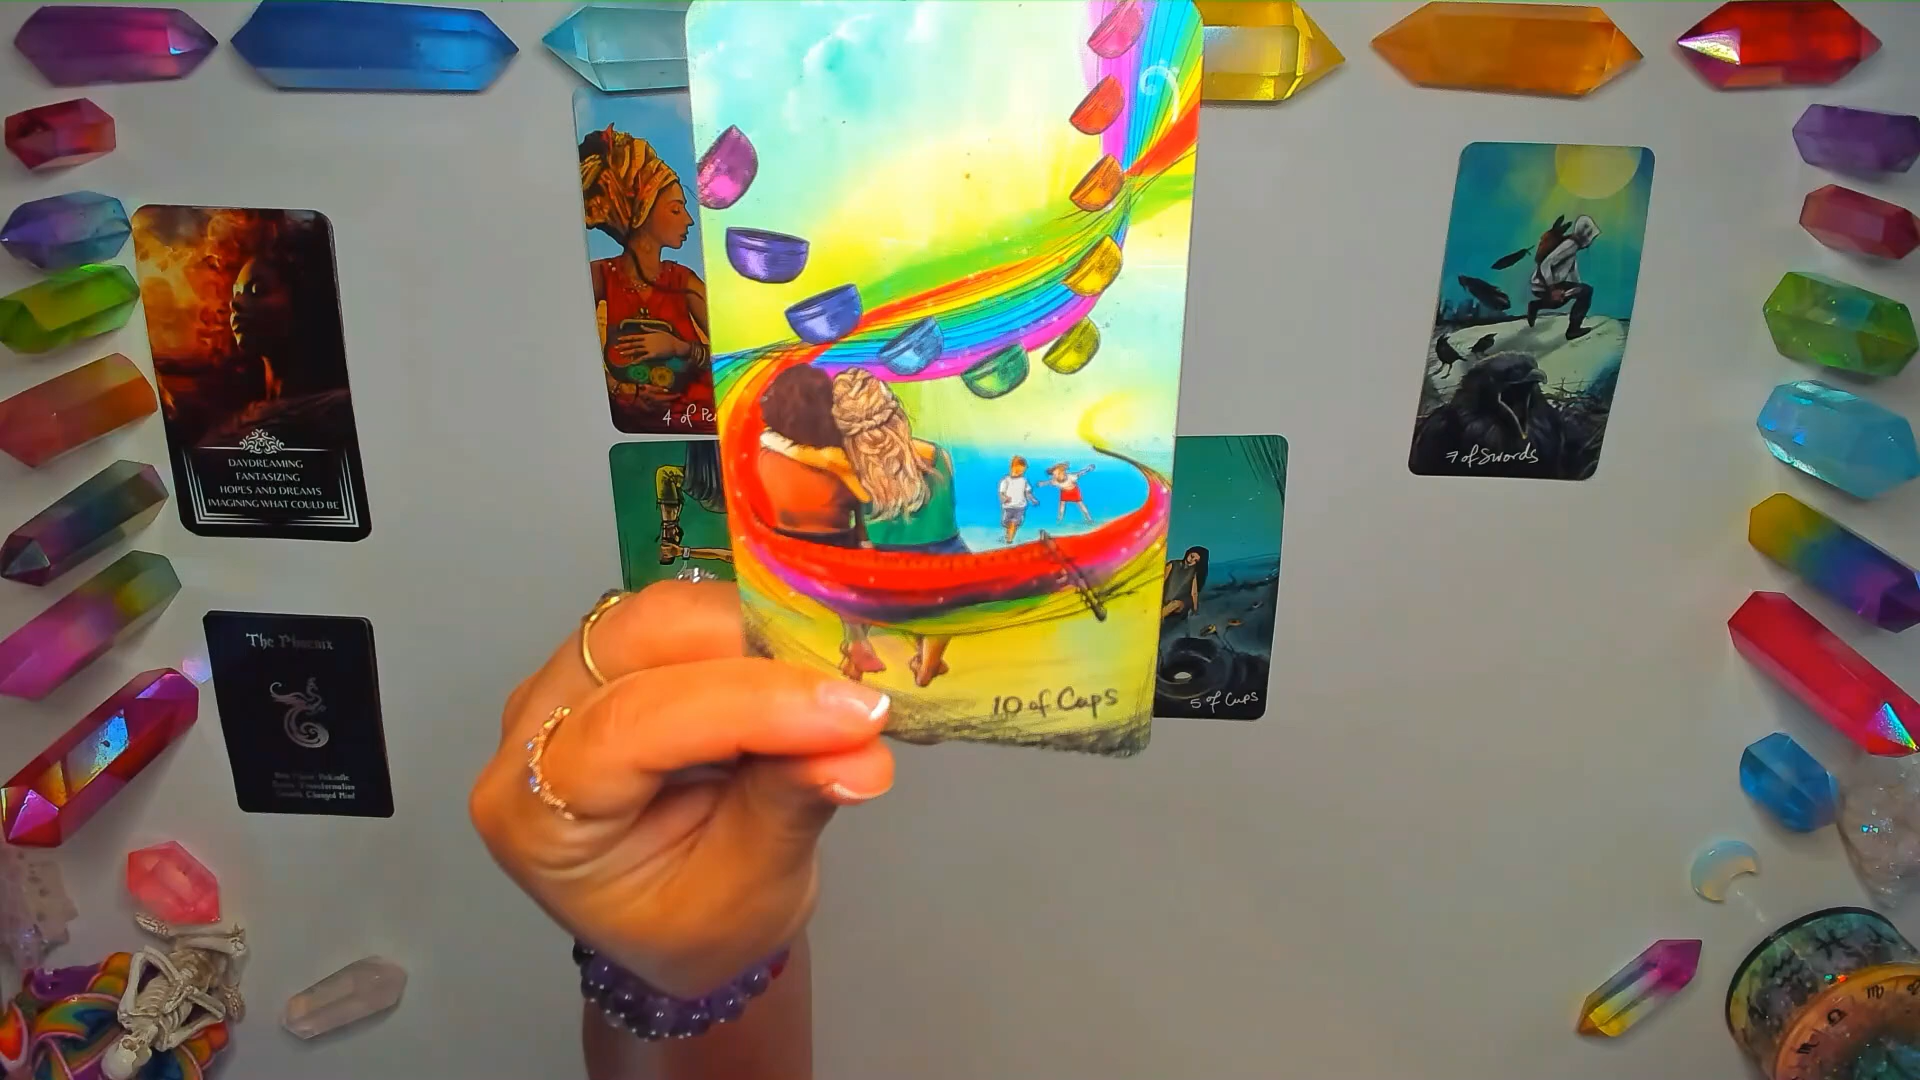 10 of Cups
4 of Pe
7 of Swords
5 of Cups
DAYDREAMING
FANTASIZING
HOPES AND DREAMS
IMAGINING WHAT COULD BE
The Phoenix